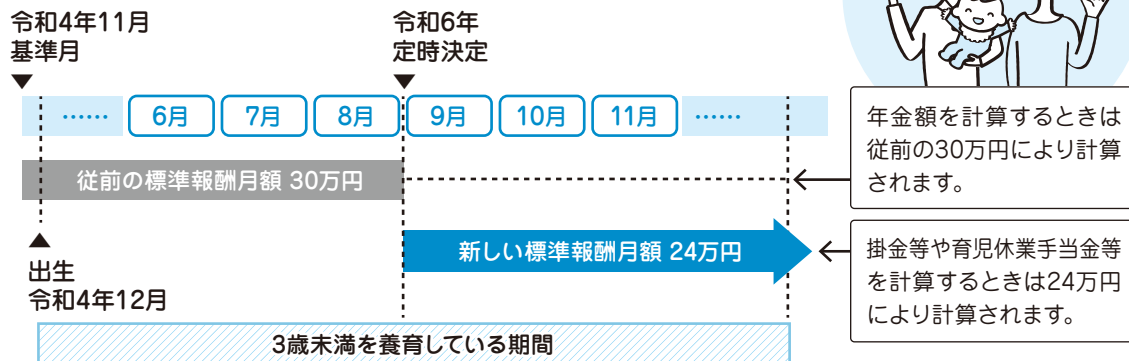 令和4年11月
基準月
令和6年
定時決定
……
6月
7月
8月
9月
10月
11月
……
従前の標準報酬月額 30万円
年金額を計算するときは
従前の30万円により計算
されます。
新しい標準報酬月額 24万円
掛金等や育児休業手当金等
を計算するときは24万円
により計算されます。
出生
令和4年12月
3歳未満を養育している期間